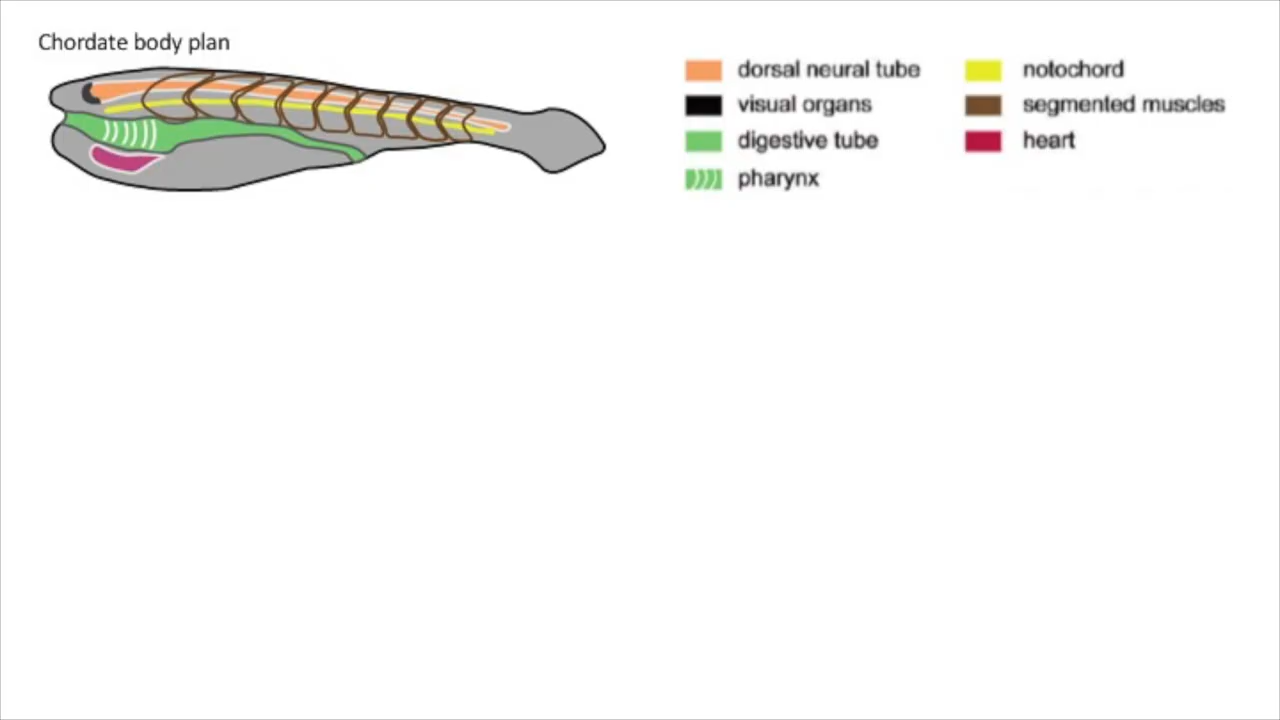 Chordate body plan
dorsal neural tube
visual organs
digestive tube
pharynx
notochord
segmented muscles
heart